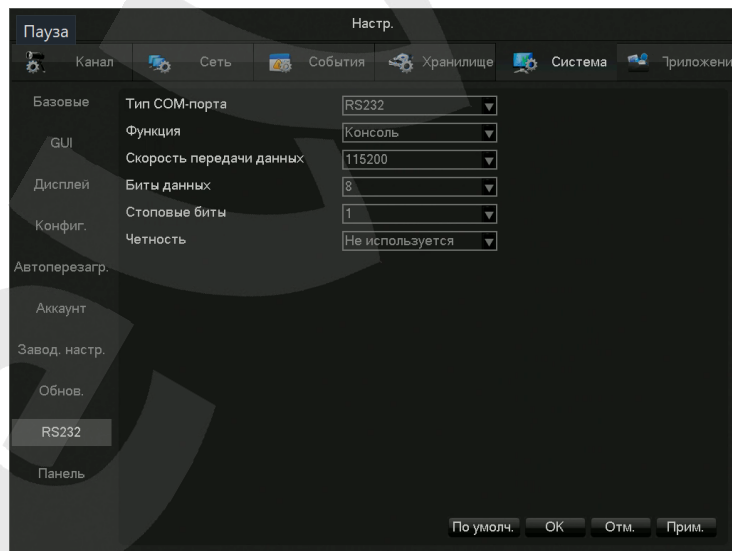 Пауза
Настр.
Канал Сеть События Хранилище Система Приложени
Базовые
GUI
Дисплей
Конфиг.
Автоперезагр.
Аккаунт
Завод. настр.
Обнов.
RS232
Панель
Тип COM-порта RS232
Функция Консоль
Скорость передачи данных 115200
Биты данных 8
Стоповые биты 1
Четность Не используется
По умолч. OK Отм. Прим.